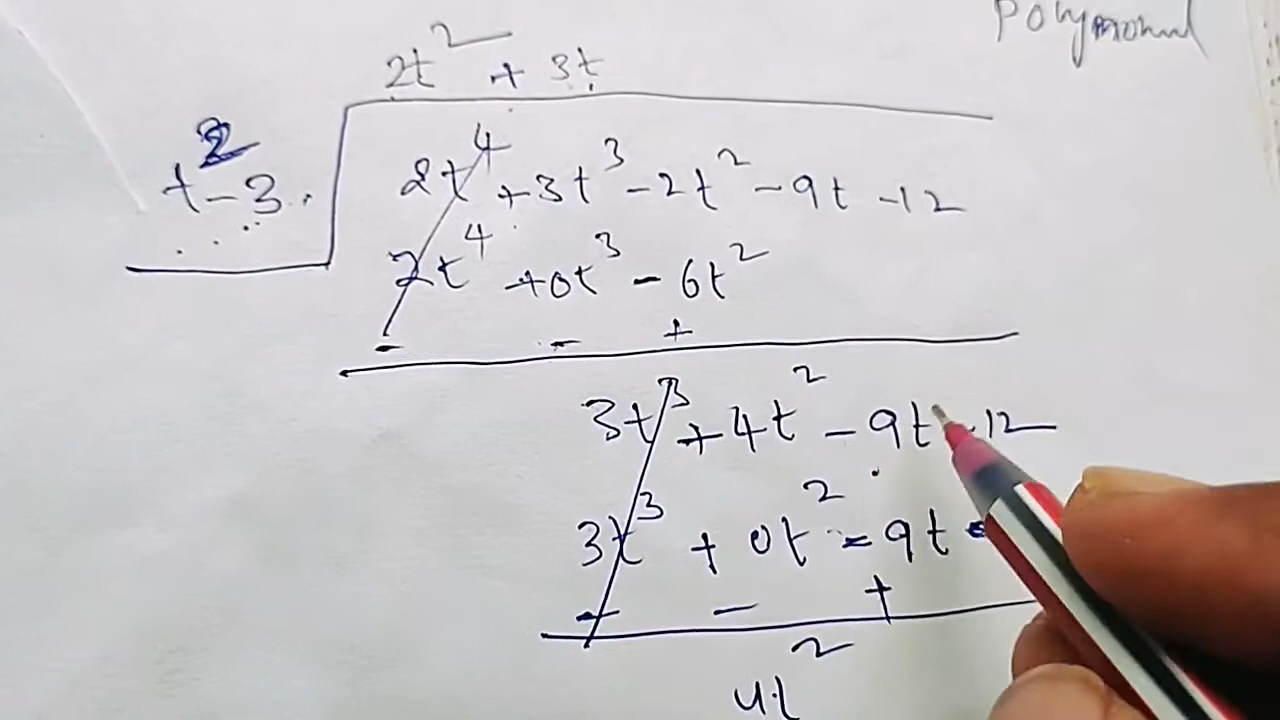 Polynomial
2t² + 3t
t² - 3
2t⁴ + 3t³ - 2t² - 9t - 12
2t⁴ + 0t³ - 6t²
- - +
3t³ + 4t² - 9t - 12
3t³ + 0t² - 9t
- - +
4t²